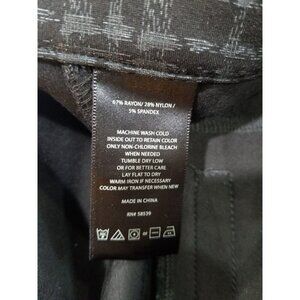 67% RAYON/ 28% NYLON /
5% SPANDEX
MACHINE WASH COLD
INSIDE OUT TO RETAIN COLOR
ONLY NON-CHLORINE BLEACH
WHEN NEEDED
TUMBLE DRY LOW
OR FOR BETTER CARE
LAY FLAT TO DRY
WARM IRON IF NECESSARY
COLOR MAY TRANSFER WHEN NEW
MADE IN CHINA
RN# 58539
or